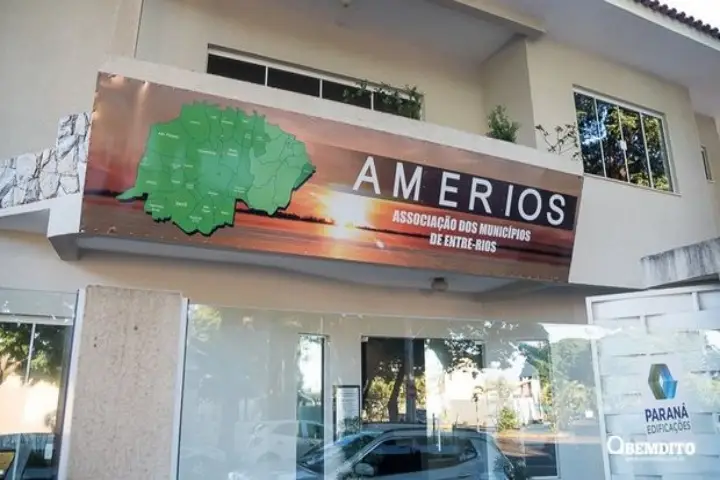 AMERIOS
ASSOCIAÇÃO DOS MUNICÍPIOS
DE ENTRE-RIOS
PARANÁ
EDIFICAÇÕES
OBEMDITO